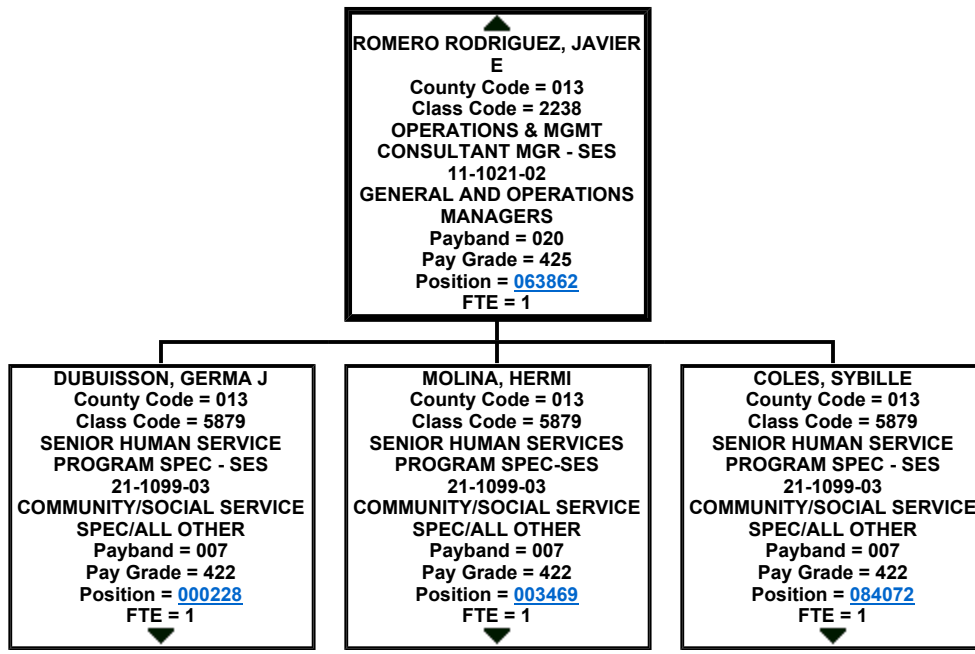 ROMERO RODRIGUEZ, JAVIER
E
County Code = 013
Class Code = 2238
OPERATIONS & MGMT
CONSULTANT MGR - SES
11-1021-02
GENERAL AND OPERATIONS
MANAGERS
Payband = 020
Pay Grade = 425
Position = 063862
FTE = 1
DUBUISSON, GERMA J
County Code = 013
Class Code = 5879
SENIOR HUMAN SERVICE
PROGRAM SPEC - SES
21-1099-03
COMMUNITY/SOCIAL SERVICE
SPEC/ALL OTHER
Payband = 007
Pay Grade = 422
Position = 000228
FTE = 1
MOLINA, HERMI
County Code = 013
Class Code = 5879
SENIOR HUMAN SERVICES
PROGRAM SPEC-SES
21-1099-03
COMMUNITY/SOCIAL SERVICE
SPEC/ALL OTHER
Payband = 007
Pay Grade = 422
Position = 003469
FTE = 1
COLES, SYBILLE
County Code = 013
Class Code = 5879
SENIOR HUMAN SERVICE
PROGRAM SPEC - SES
21-1099-03
COMMUNITY/SOCIAL SERVICE
SPEC/ALL OTHER
Payband = 007
Pay Grade = 422
Position = 084072
FTE = 1